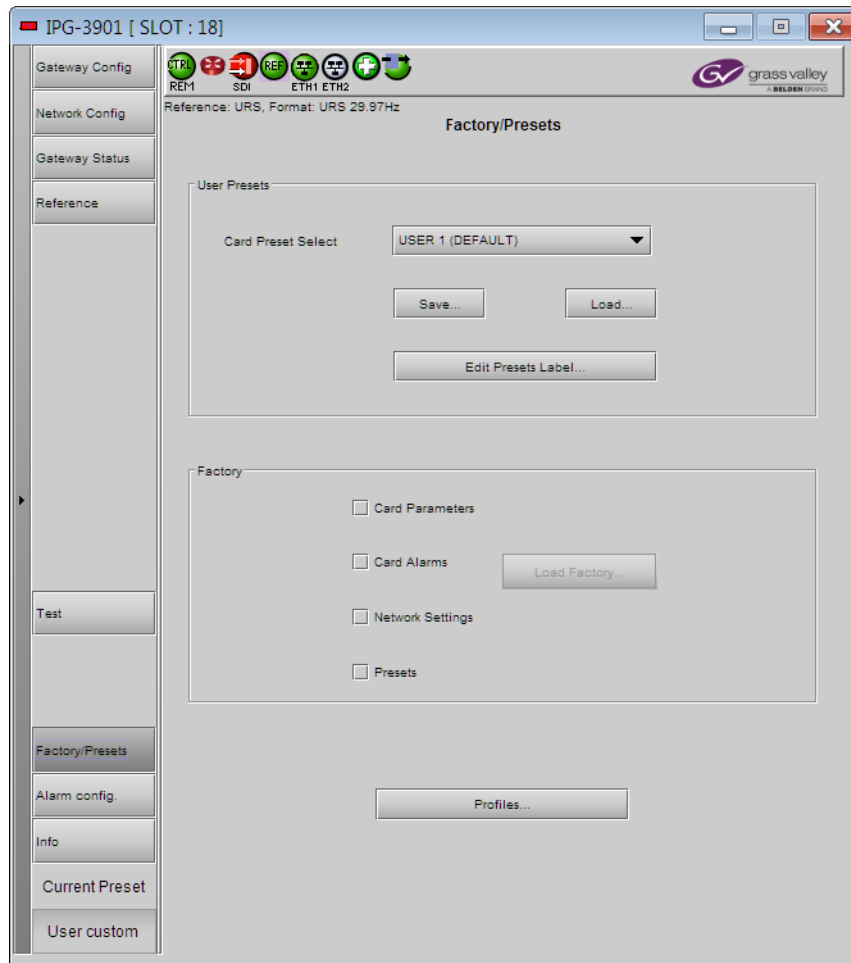 IPG-3901 [ SLOT : 18]
Gateway Config
Network Config
Gateway Status
Reference
Test
Factory/Presets
Alarm config.
Info
Current Preset
User custom
CTRL
REF
REM
SDI
ETH1 ETH2
GV
grass valley
A BELDEN BRAND
Reference: URS, Format: URS 29.97Hz
Factory/Presets
User Presets
Card Preset Select
USER 1 (DEFAULT)
Save...
Load...
Edit Presets Label...
Factory
Card Parameters
Card Alarms
Load Factory...
Network Settings
Presets
Profiles...